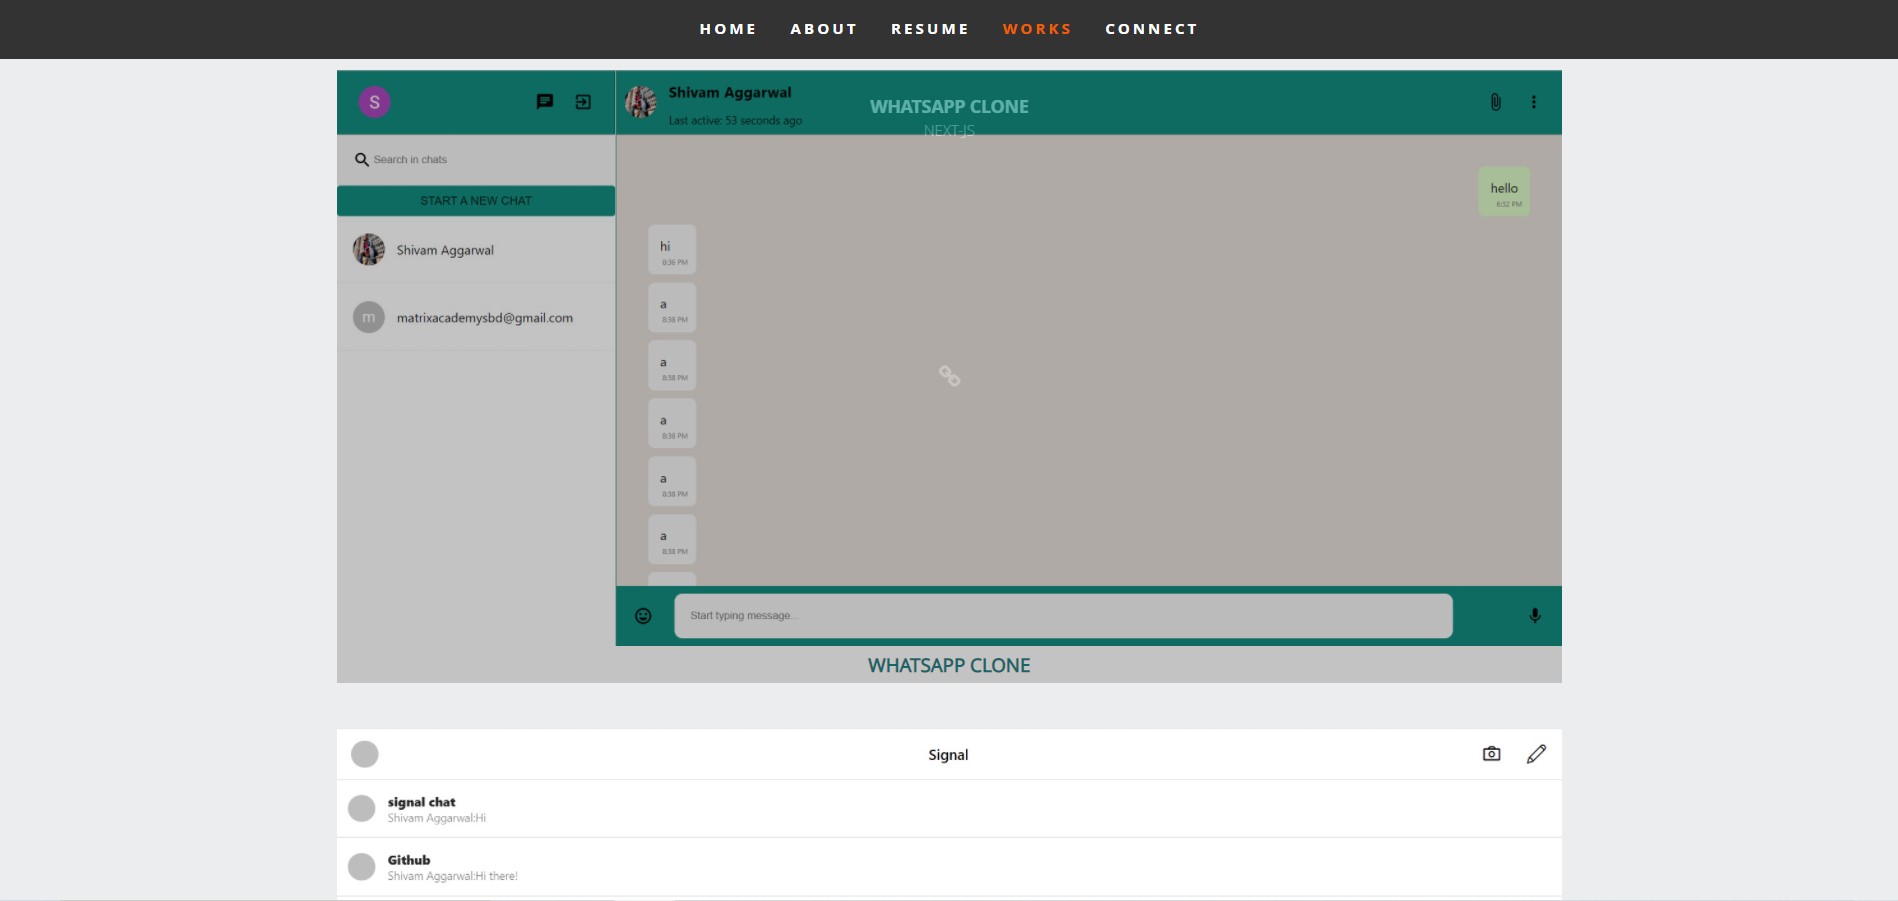 HOME ABOUT RESUME WORKS CONNECT
S
Shivam Aggarwal
Last active: 53 seconds ago
WHATSAPP CLONE
NEXT-JS
Search in chats
START A NEW CHAT
Shivam Aggarwal
m matrixacademysbd@gmail.com
hello
8:32 PM
hi
8:36 PM
a
8:38 PM
a
8:38 PM
a
8:38 PM
a
8:38 PM
a
8:38 PM
Start typing message...
WHATSAPP CLONE
Signal
signal chat
Shivam Aggarwal:Hi
Github
Shivam Aggarwal:Hi there!